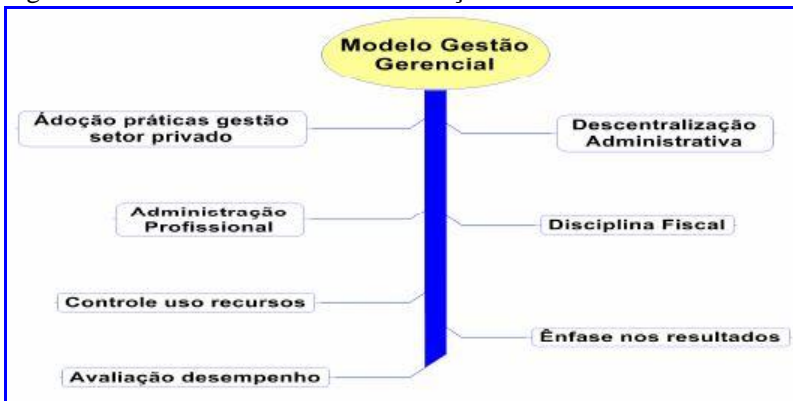 Modelo Gestão
Gerencial
Ádoção práticas gestão
setor privado
Descentralização
Administrativa
Administração
Profissional
Disciplina Fiscal
Controle uso recursos
Ênfase nos resultados
Avaliação desempenho